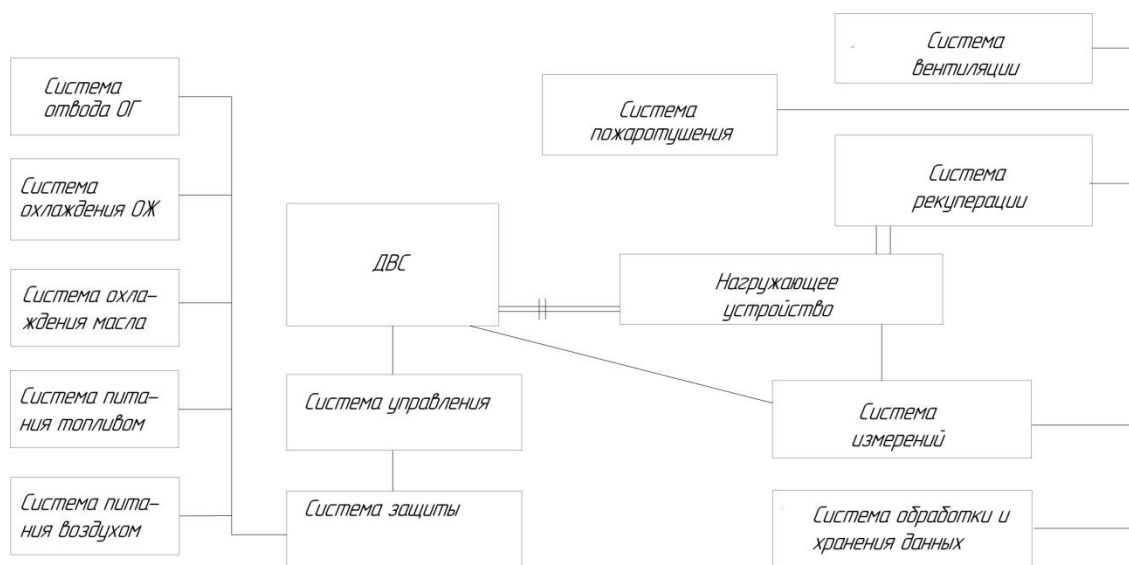 Система
отвода ОГ
Система
охлаждения ОЖ
Система охла-
ждения масла
Система пита-
ния топливом
Система пита-
ния воздухом
ДВС
Система управления
Система защиты
Система
вентиляции
Система
пожаротушения
Система
рекуперации
Нагружающее
устройство
Система
измерений
Система обработки и
хранения данных